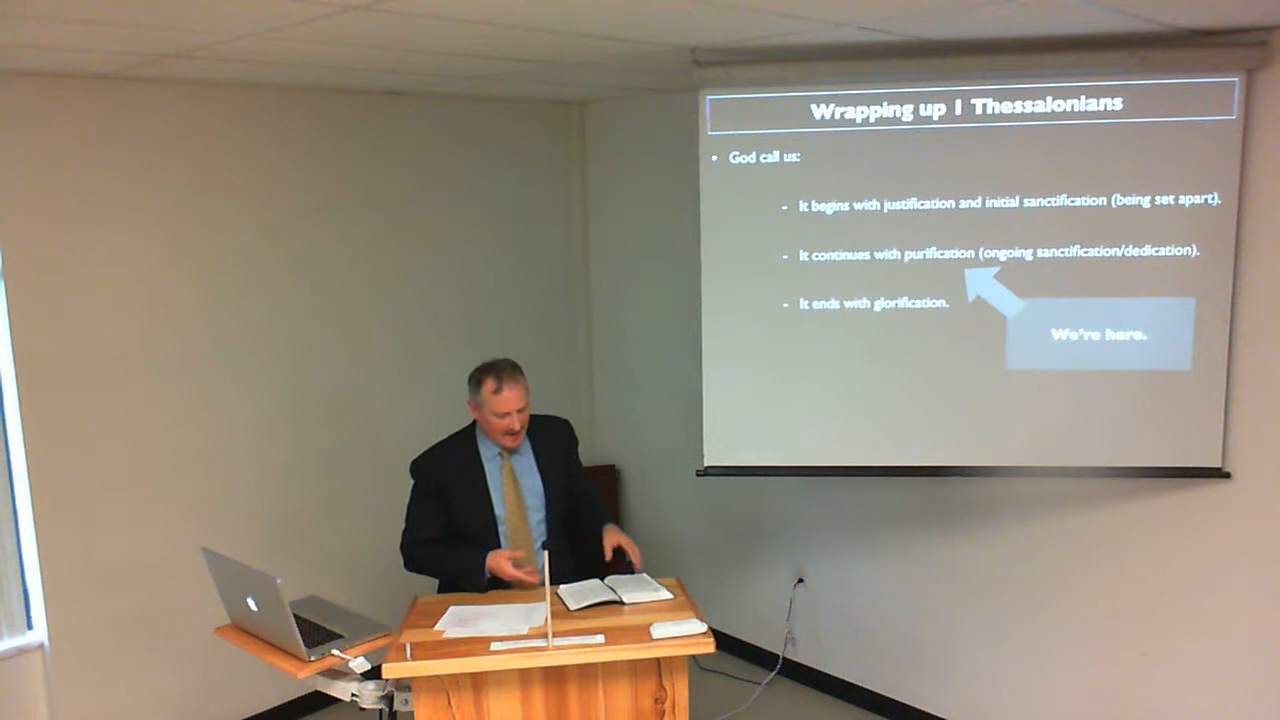 Wrapping up 1 Thessalonians
• God call us:
- It begins with justification and initial sanctification (being set apart).
- It continues with purification (ongoing sanctification/dedication).
- It ends with glorification.
We're here.